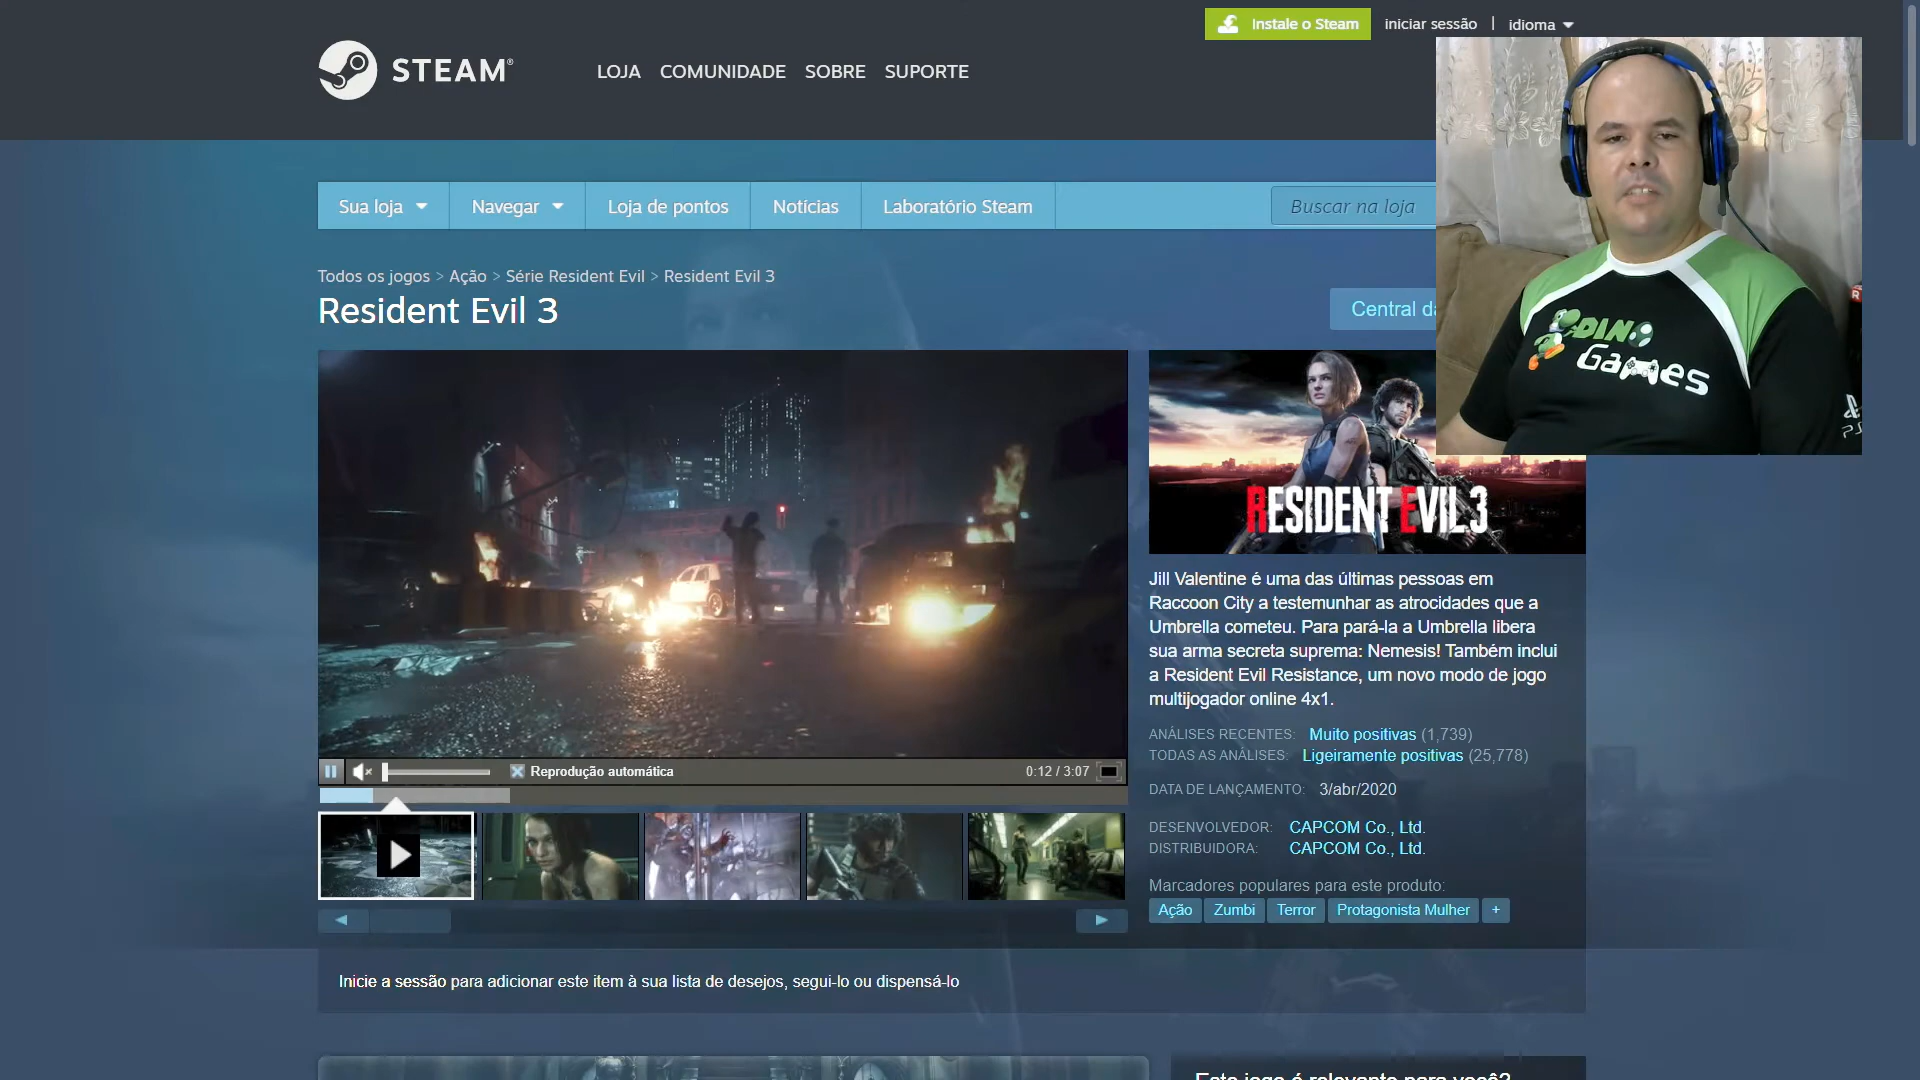 Instale o Steam
iniciar sessão | idioma
STEAM®
LOJA COMUNIDADE SOBRE SUPORTE
Sua loja Navegar Loja de pontos Notícias Laboratório Steam Buscar na loja
Todos os jogos > Ação > Série Resident Evil > Resident Evil 3
Resident Evil 3
Central
DINO
GAMES
RESIDENT EVIL 3
Jill Valentine é uma das últimas pessoas em
Raccoon City a testemunhar as atrocidades que a
Umbrella cometeu. Para pará-la a Umbrella libera
sua arma secreta suprema: Nemesis! Também inclui
a Resident Evil Resistance, um novo modo de jogo
multijogador online 4x1.
ANÁLISES RECENTES: Muito positivas (1,739)
TODAS AS ANÁLISES: Ligeiramente positivas (25,778)
DATA DE LANÇAMENTO: 3/abr/2020
DESENVOLVEDOR: CAPCOM Co., Ltd.
DISTRIBUIDORA: CAPCOM Co., Ltd.
Marcadores populares para este produto:
Ação Zumbi Terror Protagonista Mulher +
Reprodução automática 0:12 / 3:07
Inicie a sessão para adicionar este item à sua lista de desejos, segui-lo ou dispensá-lo
Este jogo é relevante para você?